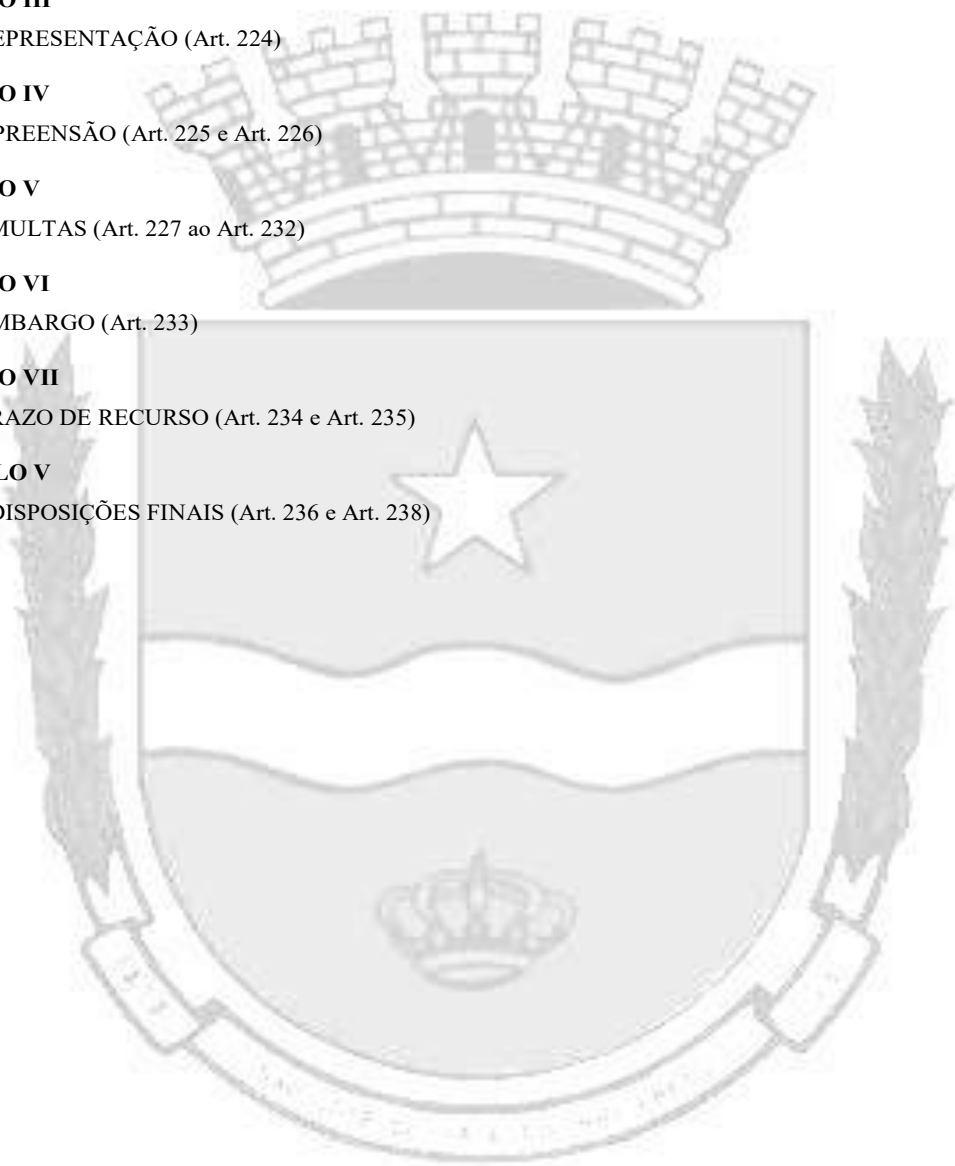 O III
EPRESENTAÇÃO (Art. 224)
O IV
PREENSÃO (Art. 225 e Art. 226)
O V
MULTAS (Art. 227 ao Art. 232)
O VI
MBARGO (Art. 233)
O VII
RAZO DE RECURSO (Art. 234 e Art. 235)
LO V
DISPOSIÇÕES FINAIS (Art. 236 e Art. 238)